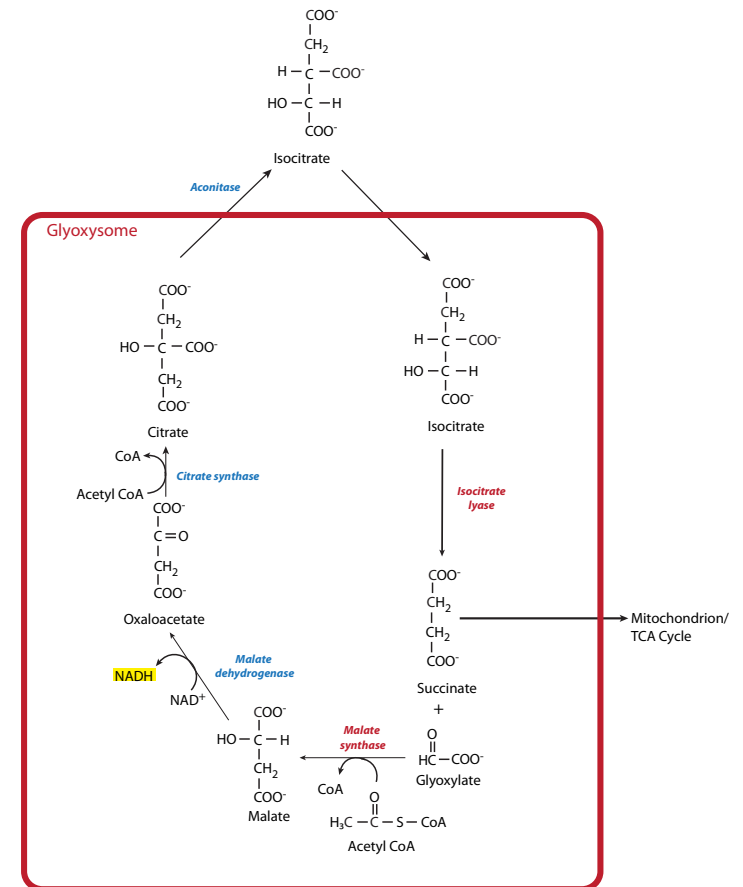 COO-
CH2
H – C – COO-
HO – C – H
COO-
Isocitrate
Aconitase
Glyoxysome
COO-
CH2
HO – C – COO-
CH2
COO-
Citrate
COO-
CH2
H – C – COO-
HO – C – H
COO-
Isocitrate
CoA
Citrate synthase
Acetyl CoA
Isocitrate
lyase
COO-
C=O
CH2
COO-
Oxaloacetate
COO-
CH2
CH2
COO-
Succinate
+
Mitochondrion/
TCA Cycle
Malate
dehydrogenase
NADH
NAD+
COO-
HO – C – H
CH2
COO-
Malate
Malate
synthase
O
HC – COO-
Glyoxylate
CoA
O
H3C – C – S – CoA
Acetyl CoA